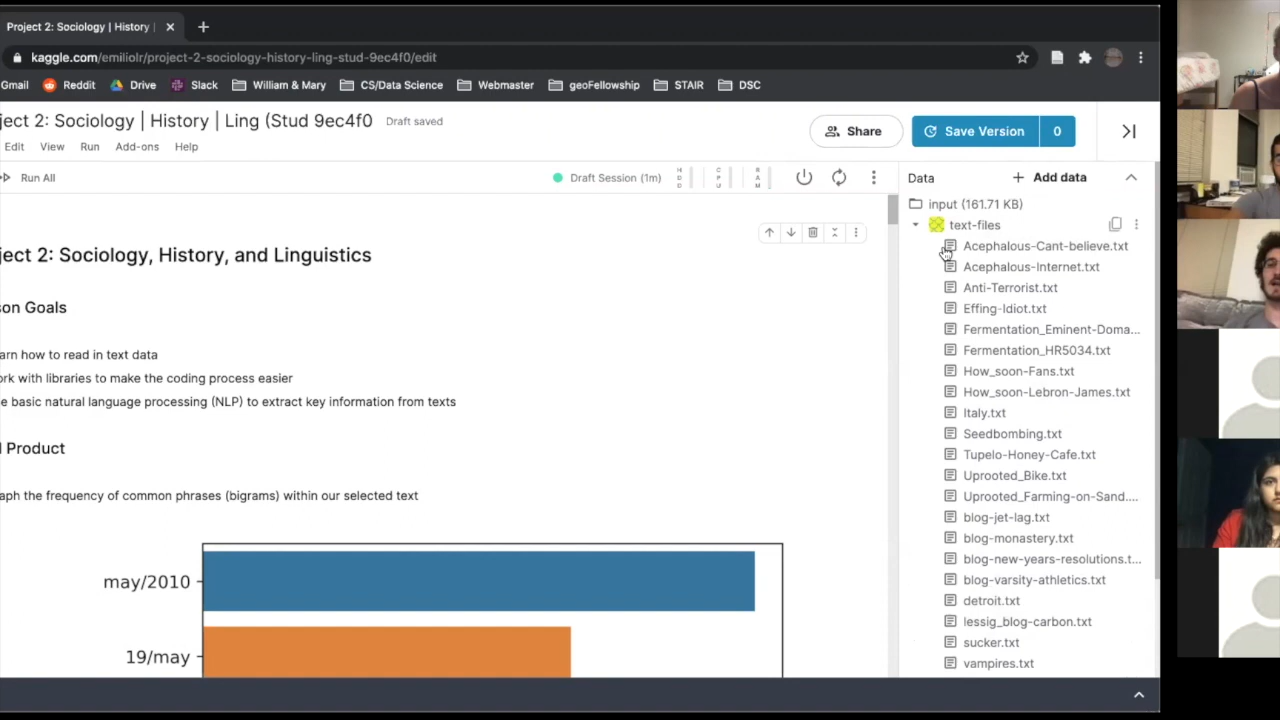 Project 2: Sociology | History |
kaggle.com/emiliolr/project-2-sociology-history-ling-stud-9ec4f0/edit
Gmail Reddit Drive Slack William & Mary CS/Data Science Webmaster geoFellowship STAIR DSC
ject 2: Sociology | History | Ling (Stud 9ec4f0 Draft saved
Share Save Version 0
Edit View Run Add-ons Help
Run All Draft Session (1m) HDD CPU RAM
Data + Add data
input (161.71 KB)
text-files
Acephalous-Cant-believe.txt
Acephalous-Internet.txt
Anti-Terrorist.txt
Effing-Idiot.txt
Fermentation_Eminent-Doma...
Fermentation_HR5034.txt
How_soon-Fans.txt
How_soon-Lebron-James.txt
Italy.txt
Seedbombing.txt
Tupelo-Honey-Cafe.txt
Uprooted_Bike.txt
Uprooted_Farming-on-Sand....
blog-jet-lag.txt
blog-monastery.txt
blog-new-years-resolutions.t...
blog-varsity-athletics.txt
detroit.txt
lessig_blog-carbon.txt
sucker.txt
vampires.txt
ject 2: Sociology, History, and Linguistics
son Goals
arn how to read in text data
ork with libraries to make the coding process easier
e basic natural language processing (NLP) to extract key information from texts
l Product
aph the frequency of common phrases (bigrams) within our selected text
may/2010
19/may